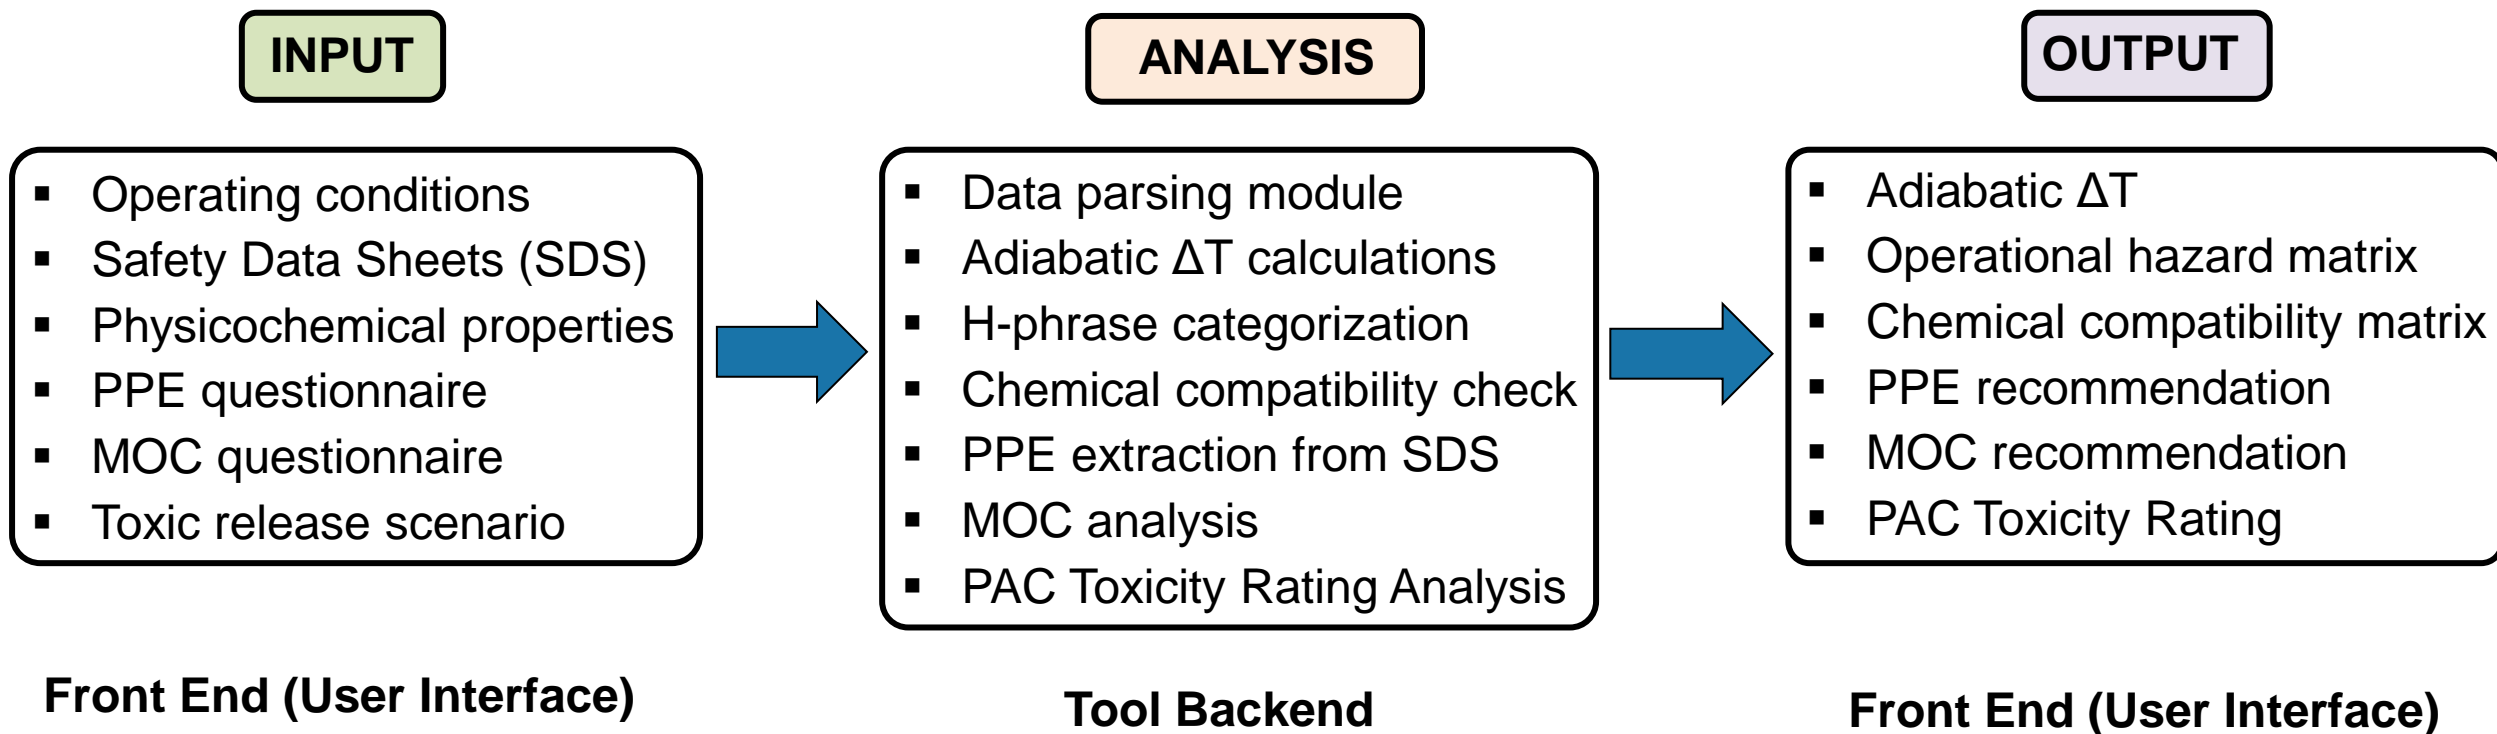 INPUT
▪ Operating conditions
▪ Safety Data Sheets (SDS)
▪ Physicochemical properties
▪ PPE questionnaire
▪ MOC questionnaire
▪ Toxic release scenario
Front End (User Interface)
ANALYSIS
▪ Data parsing module
▪ Adiabatic ΔT calculations
▪ H-phrase categorization
▪ Chemical compatibility check
▪ PPE extraction from SDS
▪ MOC analysis
▪ PAC Toxicity Rating Analysis
Tool Backend
OUTPUT
▪ Adiabatic ΔT
▪ Operational hazard matrix
▪ Chemical compatibility matrix
▪ PPE recommendation
▪ MOC recommendation
▪ PAC Toxicity Rating
Front End (User Interface)